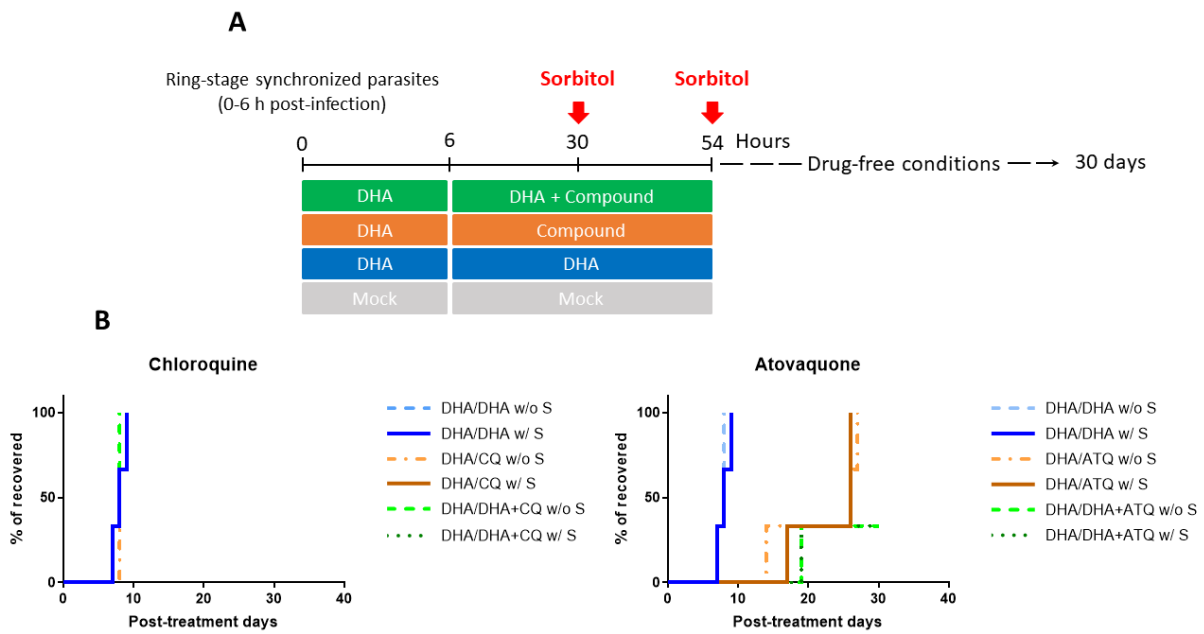 A
Ring-stage synchronized parasites
(0-6 h post-infection)
Sorbitol
Sorbitol
0
6
30
54
Hours
Drug-free conditions
30 days
DHA
DHA + Compound
DHA
Compound
DHA
DHA
Mock
Mock
B
Chloroquine
% of recovered
100
50
0
0
10
20
30
40
Post-treatment days
DHA/DHA w/o S
DHA/DHA w/ S
DHA/CQ w/o S
DHA/CQ w/ S
DHA/DHA+CQ w/o S
DHA/DHA+CQ w/ S
Atovaquone
% of recovered
100
50
0
0
10
20
30
40
Post-treatment days
DHA/DHA w/o S
DHA/DHA w/ S
DHA/ATQ w/o S
DHA/ATQ w/ S
DHA/DHA+ATQ w/o S
DHA/DHA+ATQ w/ S